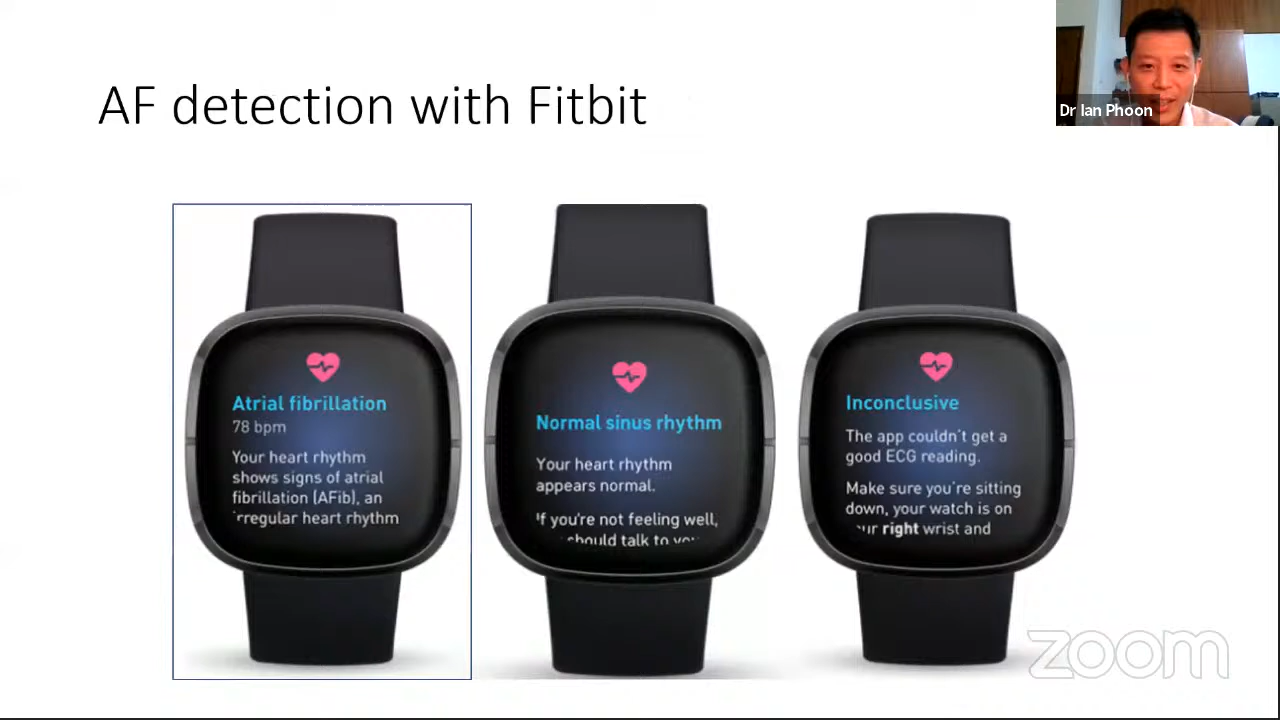 AF detection with Fitbit
Dr Ian Phoon
Atrial fibrillation
78 bpm
Your heart rhythm
shows signs of atrial
fibrillation (AFib), an
irregular heart rhythm
Normal sinus rhythm
Your heart rhythm
appears normal.
If you're not feeling well,
should talk to
Inconclusive
The app couldn't get a
good ECG reading.
Make sure you're sitting
down, your watch is on
right wrist and
zoom